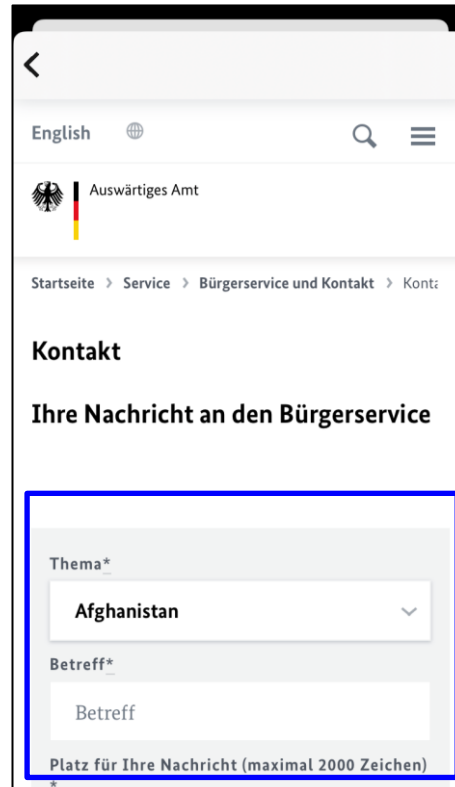 English
Auswärtiges Amt
Startseite > Service > Bürgerservice und Kontakt >
Kontakt
Ihre Nachricht an den Bürgerservice
Thema*
Afghanistan
Betreff*
Betreff
Platz für Ihre Nachricht (maximal 2000 Zeichen)
*